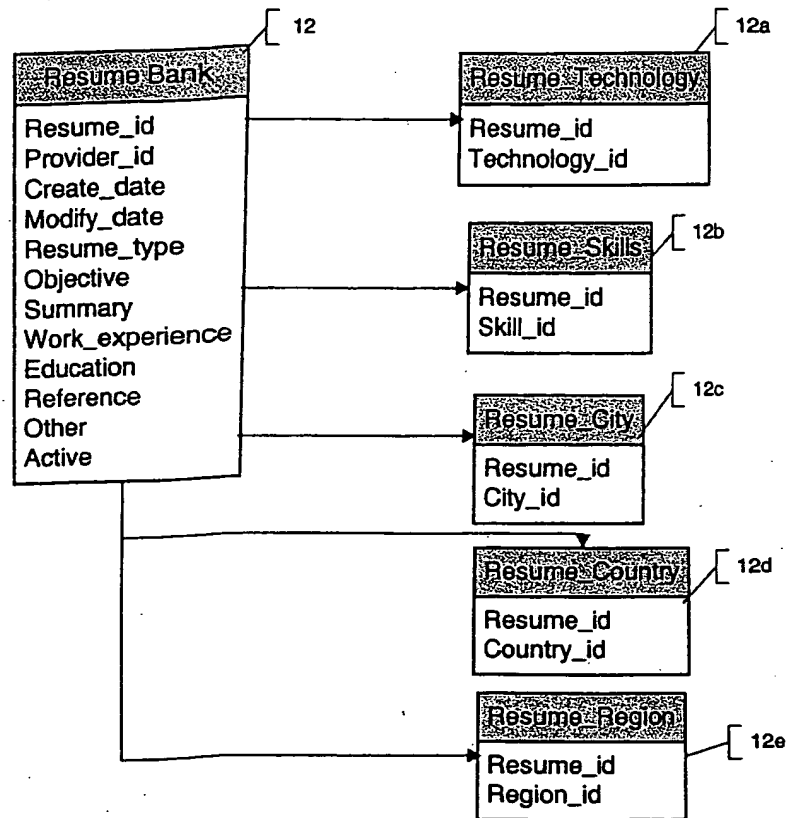 12
Resume Bank
Resume_id
Provider_id
Create_date
Modify_date
Resume_type
Objective
Summary
Work_experience
Education
Reference
Other
Active
12a
Resume_Technology
Resume_id
Technology_id
12b
Resume_Skills
Resume_id
Skill_id
12c
Resume_City
Resume_id
City_id
12d
Resume_Country
Resume_id
Country_id
12e
Resume_Region
Resume_id
Region_id